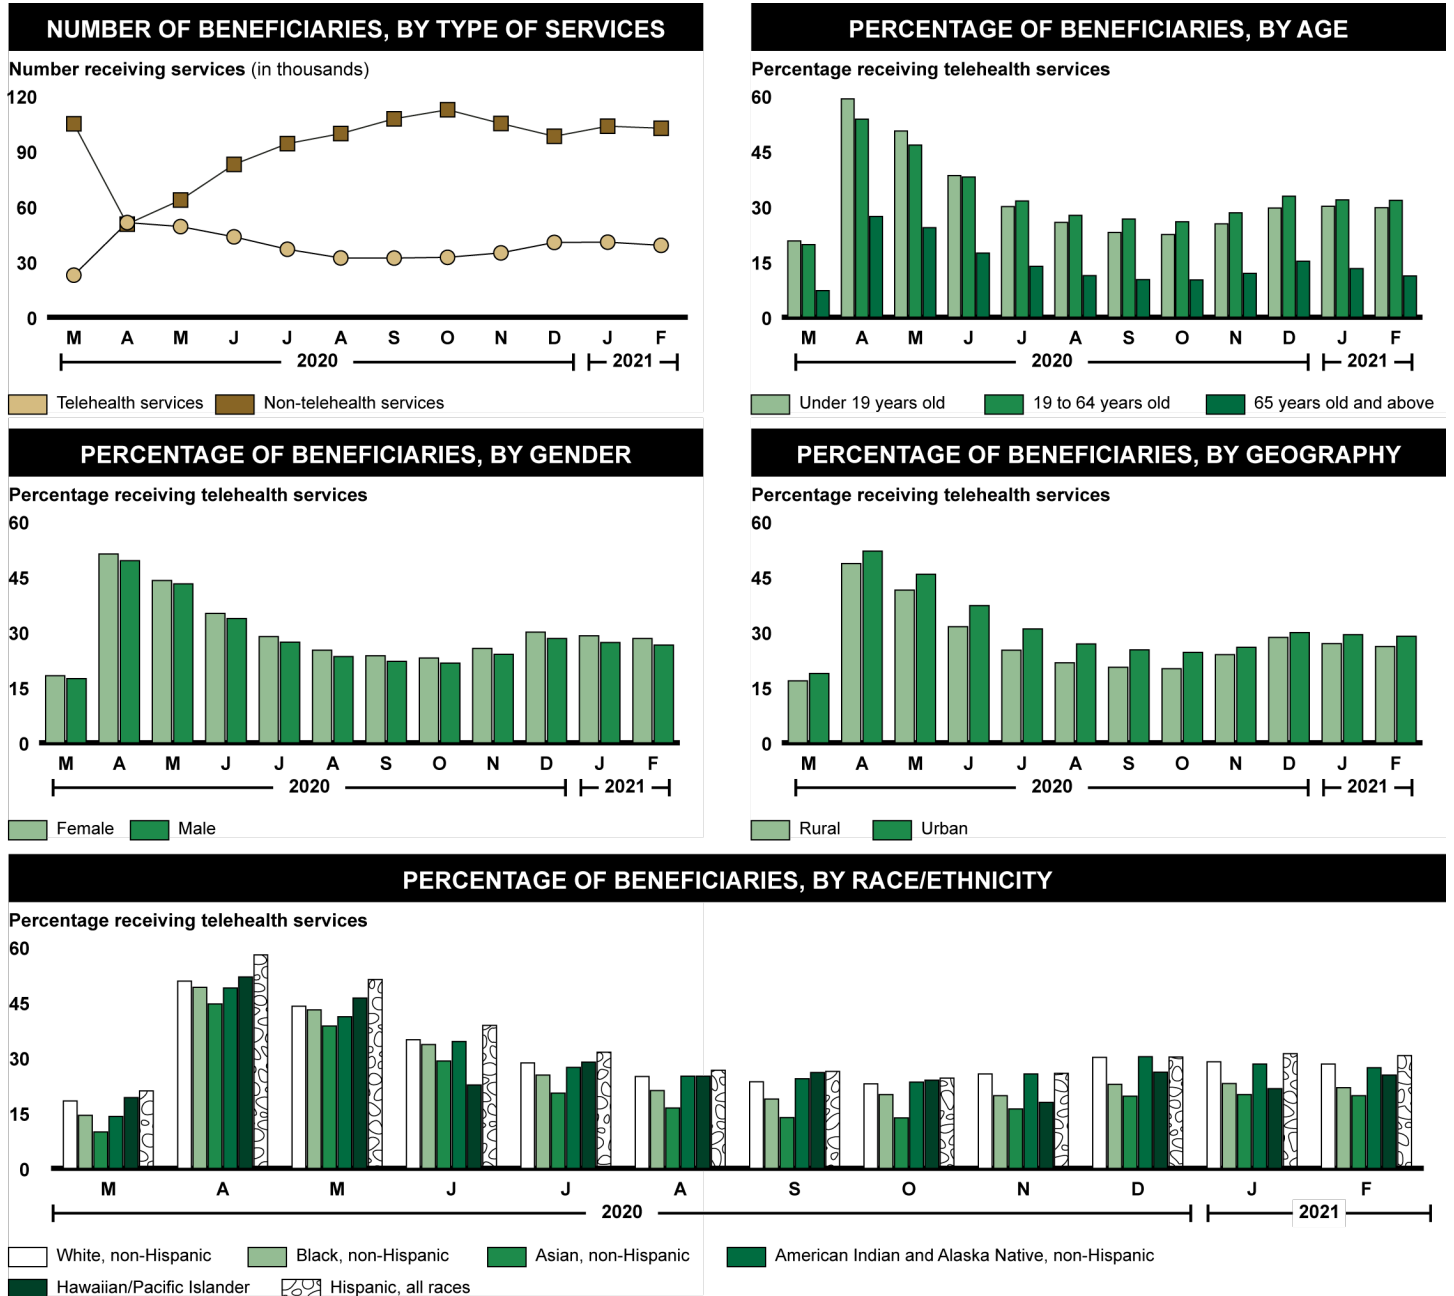 NUMBER OF BENEFICIARIES, BY TYPE OF SERVICES
Number receiving services (in thousands)
120
90
60
30
0
M A M J J A S O N D J F
2020 2021
Telehealth services Non-telehealth services
PERCENTAGE OF BENEFICIARIES, BY AGE
Percentage receiving telehealth services
60
45
30
15
0
M A M J J A S O N D J F
2020 2021
Under 19 years old 19 to 64 years old 65 years old and above
PERCENTAGE OF BENEFICIARIES, BY GENDER
Percentage receiving telehealth services
60
45
30
15
0
M A M J J A S O N D J F
2020 2021
Female Male
PERCENTAGE OF BENEFICIARIES, BY GEOGRAPHY
Percentage receiving telehealth services
60
45
30
15
0
M A M J J A S O N D J F
2020 2021
Rural Urban
PERCENTAGE OF BENEFICIARIES, BY RACE/ETHNICITY
Percentage receiving telehealth services
60
45
30
15
0
M A M J J A S O N D J F
2020 2021
White, non-Hispanic Black, non-Hispanic Asian, non-Hispanic American Indian and Alaska Native, non-Hispanic
Hawaiian/Pacific Islander Hispanic, all races